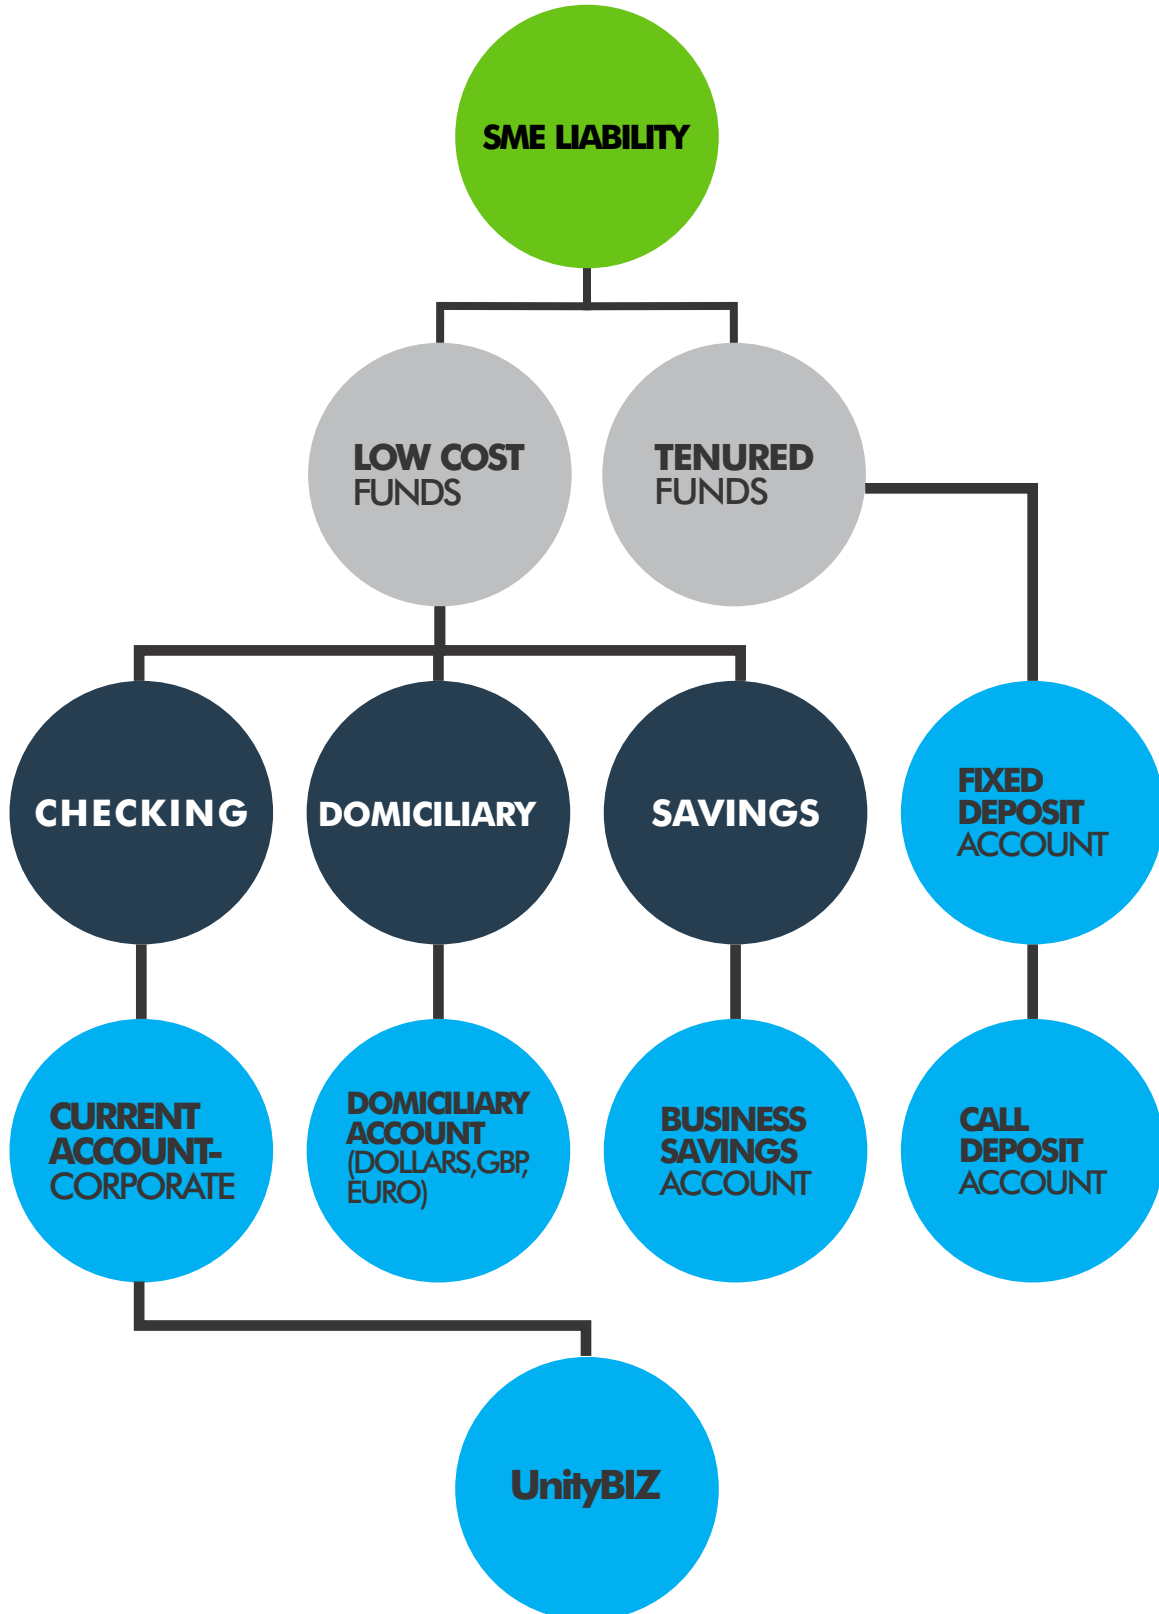 SME LIABILITY
LOW COST
FUNDS
TENURED
FUNDS
CHECKING
DOMICILIARY
SAVINGS
FIXED
DEPOSIT
ACCOUNT
CURRENT
ACCOUNT-
CORPORATE
DOMICILIARY
ACCOUNT
(DOLLARS,GBP,
EURO)
BUSINESS
SAVINGS
ACCOUNT
CALL
DEPOSIT
ACCOUNT
UnityBIZ